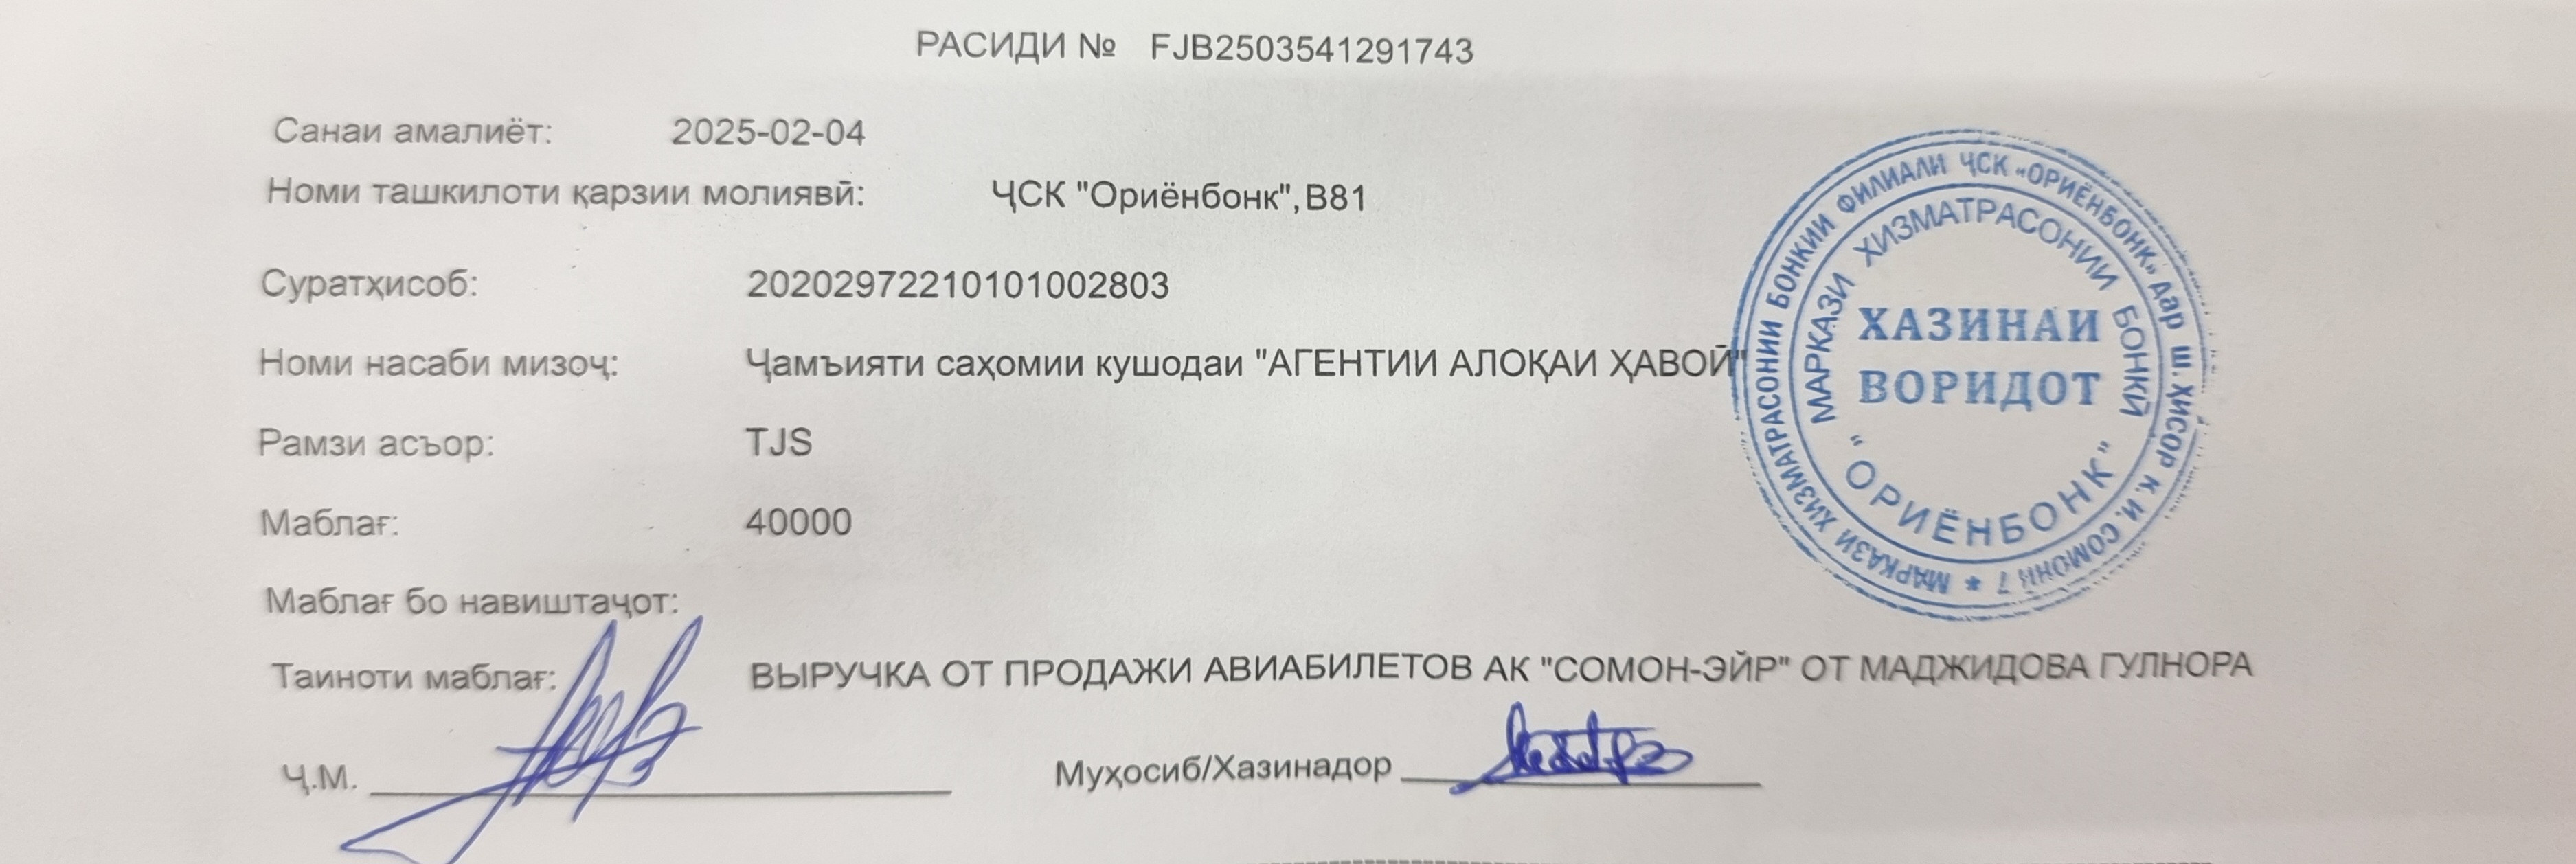 РАСИДИ № FJB2503541291743
Санаи амалиёт: 2025-02-04
Номи ташкилоти қарзии молиявӣ: ҶСК "Ориёнбонк",В81
Суратҳисоб: 20202972210101002803
Номи насаби мизоҷ: Ҷамъияти саҳомии кушодаи "АГЕНТИИ АЛОҚАИ ҲАВОӢ"
Рамзи асъор: TJS
Маблағ: 40000
Маблағ бо навиштаҷот:
Таиноти маблағ: ВЫРУЧКА ОТ ПРОДАЖИ АВИАБИЛЕТОВ АК "СОМОН-ЭЙР" ОТ МАДЖИДОВА ГУЛНОРА
Ҷ.М. Муҳосиб/Хазинадор
МАРКАЗИ ХИЗМАТРАСОНИИ БОНКИИ ФИЛИАЛИ ҶСК «ОРИЁНБОНК» дар ш. ҲИСОР К. И. СОМОНӢ 7 *
МАРКАЗИ ХИЗМАТРАСОНИИ БОНКӢ
"ОРИЁНБОНК"
ХАЗИНАИ
ВОРИДОТ